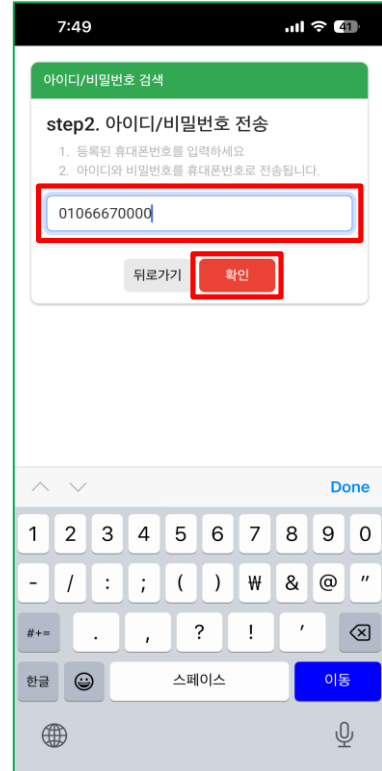 7:49 41
아이디/비밀번호 검색
step2. 아이디/비밀번호 전송
1. 등록된 휴대폰번호를 입력하세요
2. 아이디와 비밀번호를 휴대폰번호로 전송됩니다.
01066670000
뒤로가기 확인
Done
1 2 3 4 5 6 7 8 9 0
- / : ; ( ) ₩ & @ "
#+= . , ? ! ’
한글 스페이스 이동